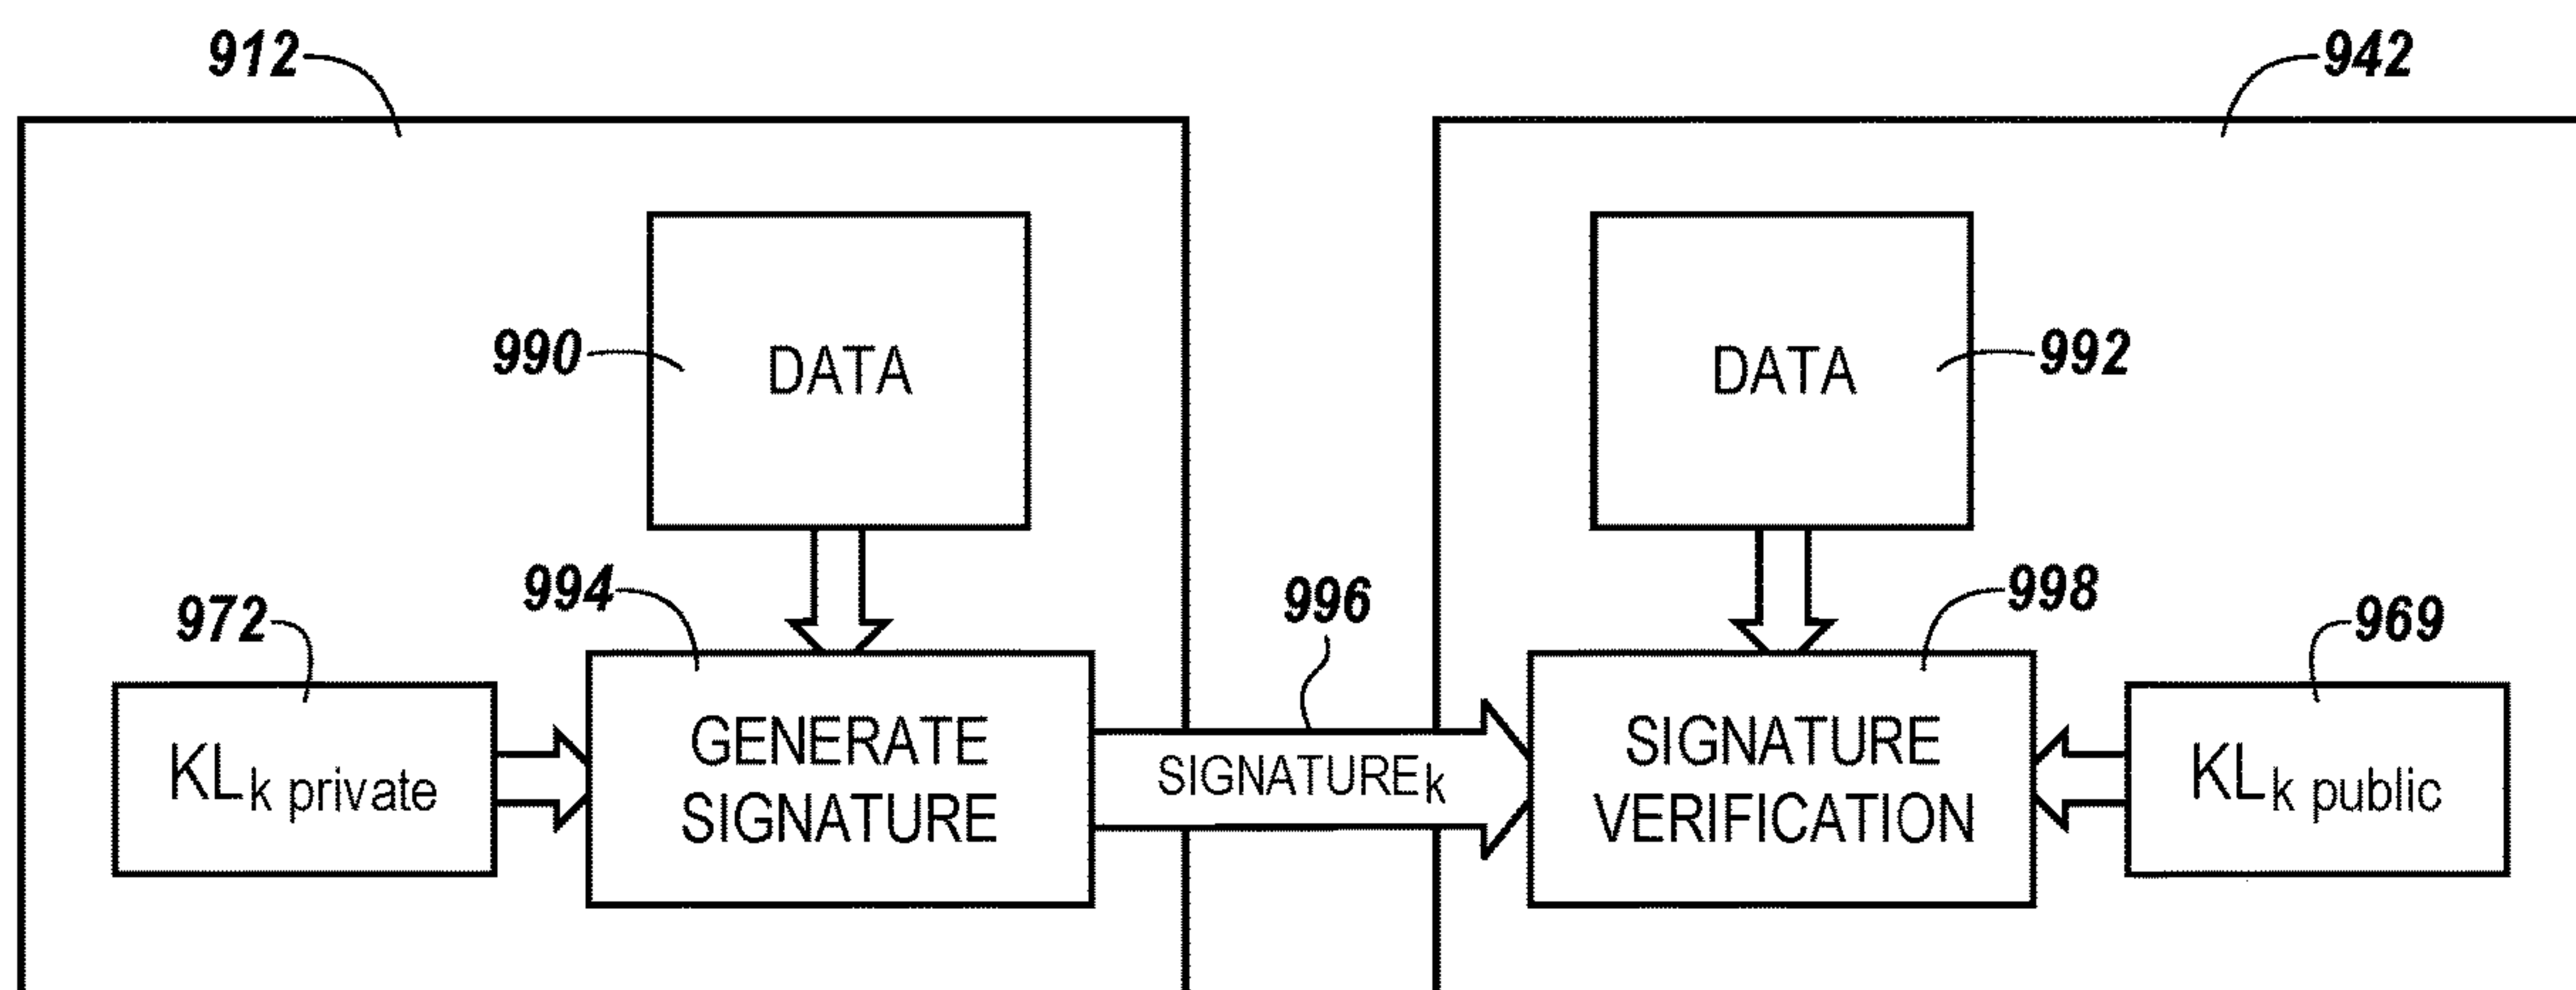 912
942
DATA
DATA
990
992
994
996
998
972
969
GENERATE
SIGNATURE
SIGNATURE
VERIFICATION
KLk private
SIGNATUREk
KLk public